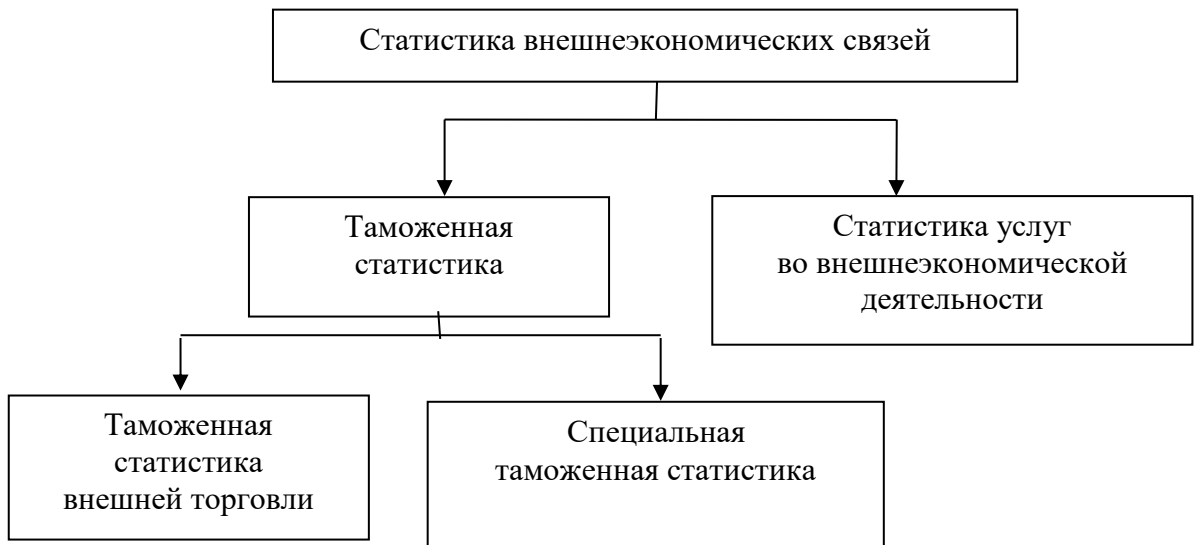 Статистика внешнеэкономических связей
Таможенная
статистика
Статистика услуг
во внешнеэкономической
деятельности
Таможенная
статистика
внешней торговли
Специальная
таможенная статистика